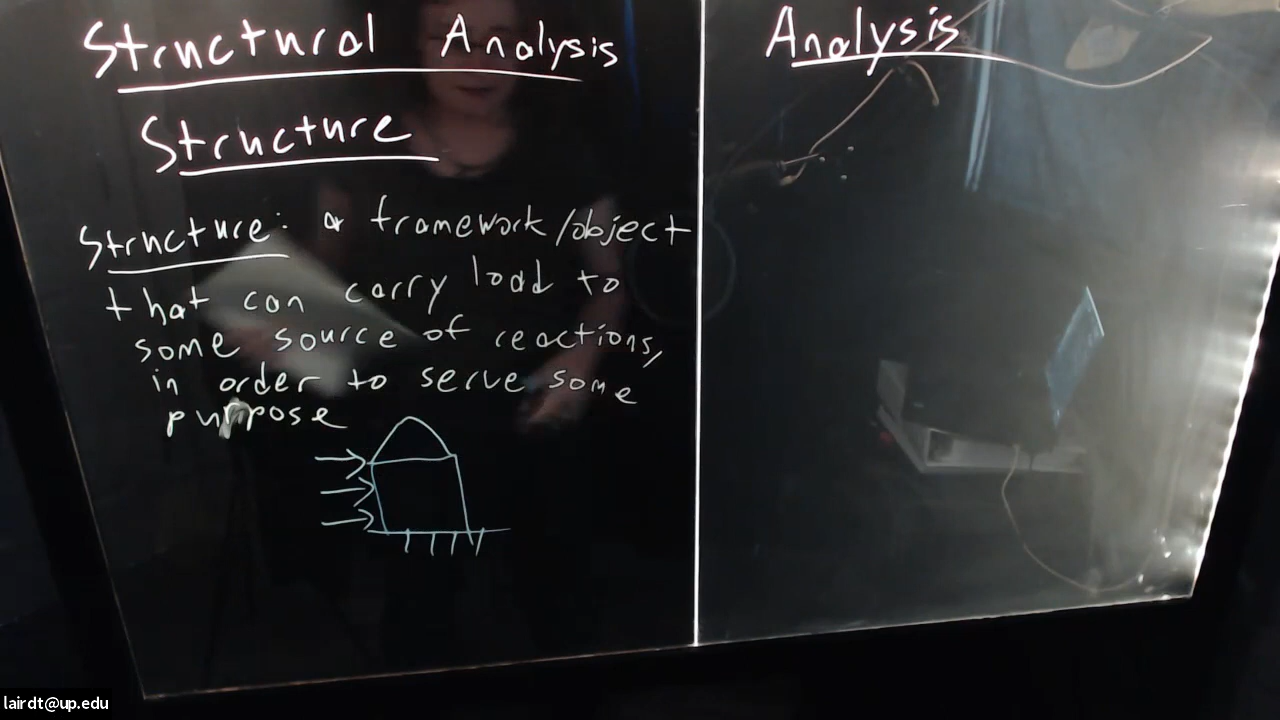 Structural Analysis
Structure
Structure: a framework/object
that can carry load to
some source of reactions,
in order to serve some
purpose
Analysis
lairdt@up.edu